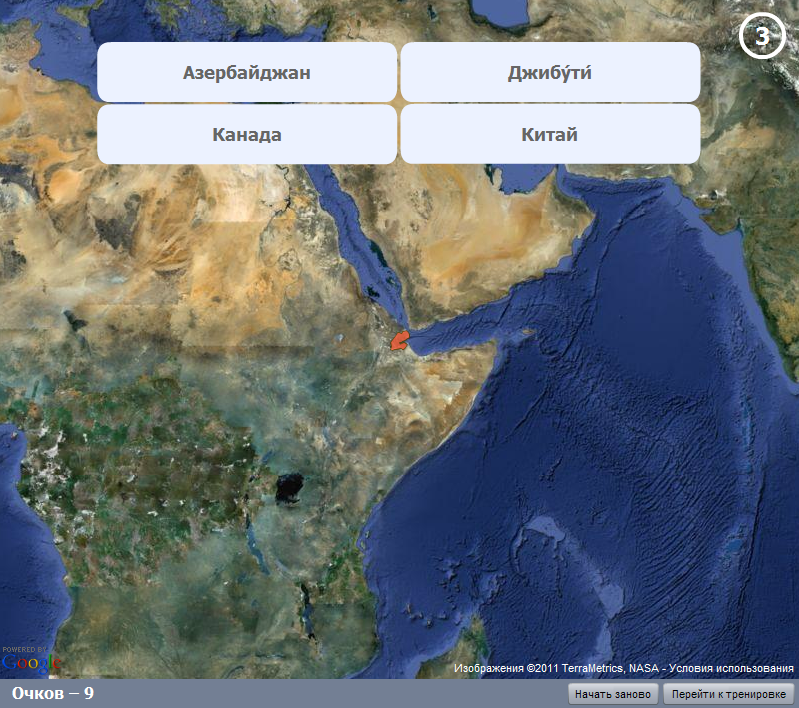 3
Азербайджан
Джибу́ти́
Канада
Китай
POWERED BY
Google
Изображения ©2011 TerraMetrics, NASA - Условия использования
Очков – 9
Начать заново
Перейти к тренировке